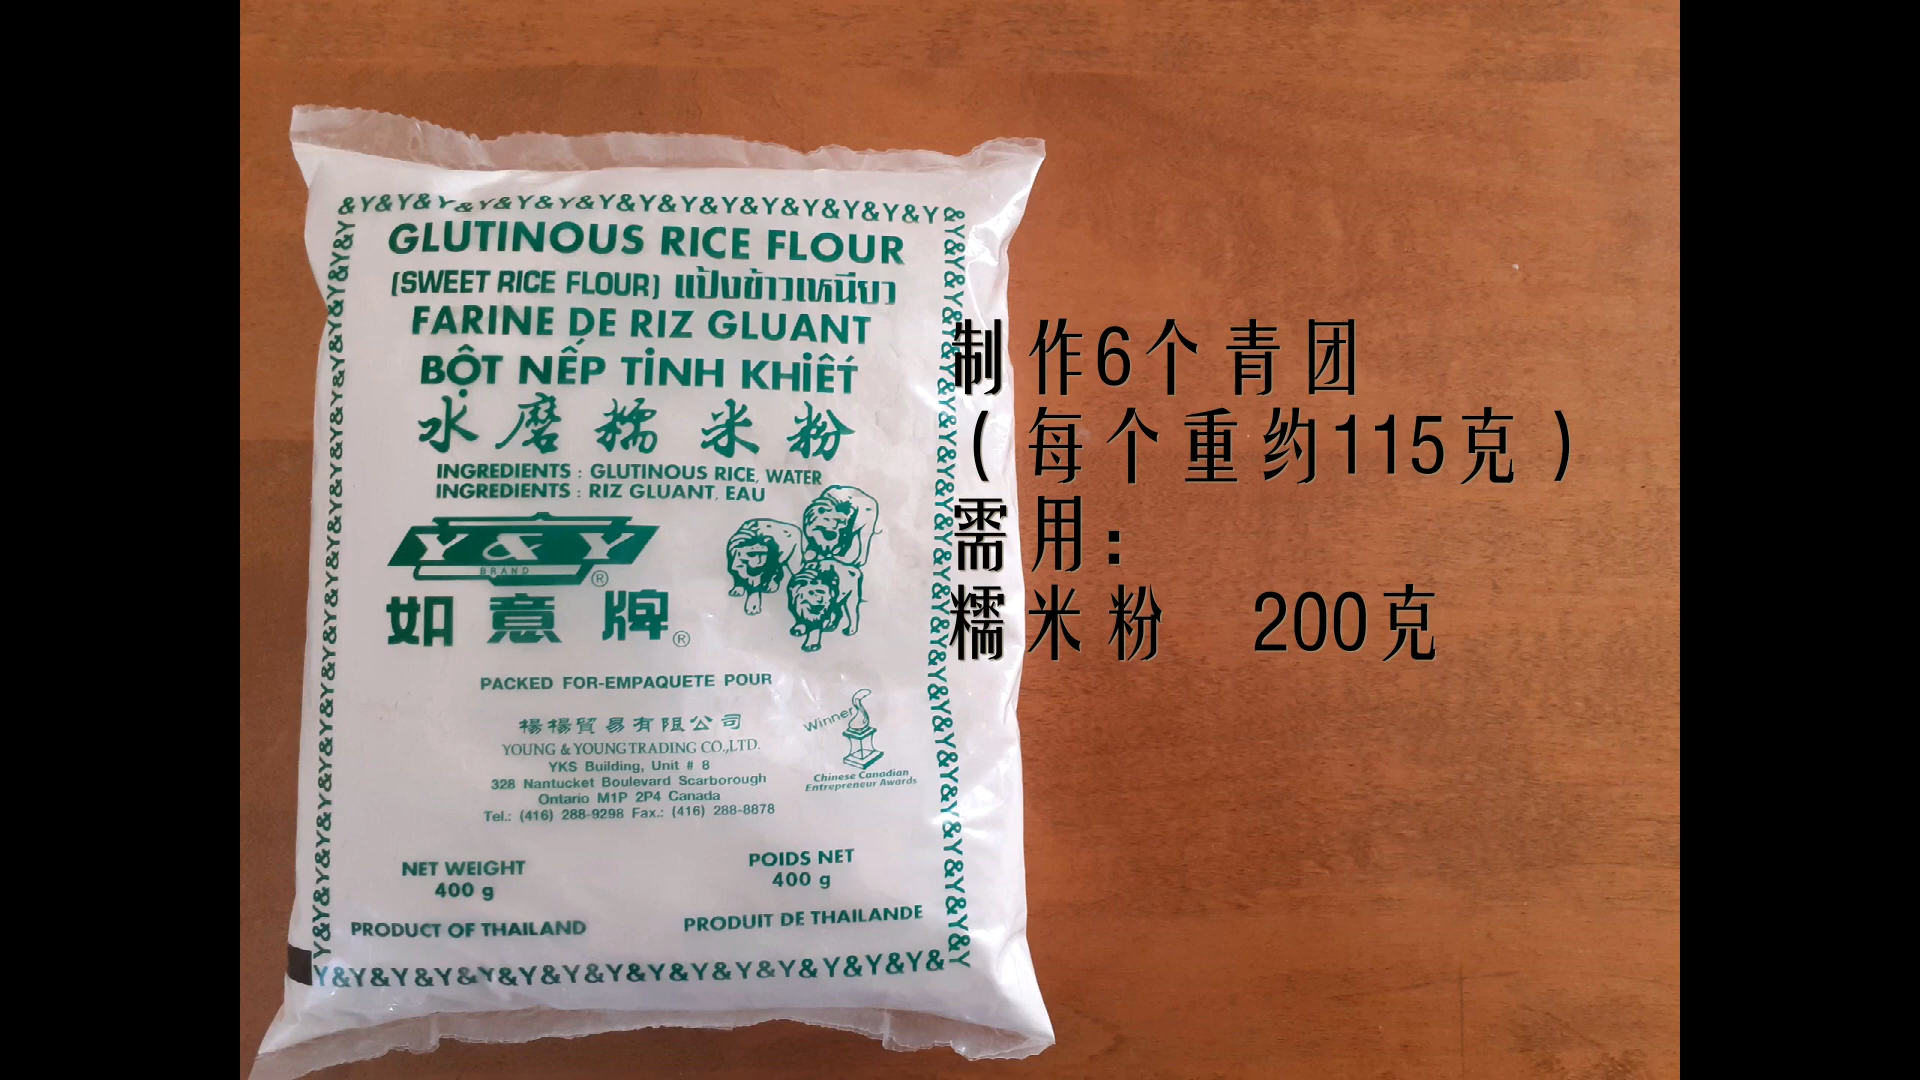 &Y&Y&Y&Y&Y&Y&Y&Y&Y&Y&Y&Y&Y&Y&Y
GLUTINOUS RICE FLOUR
(SWEET RICE FLOUR) แป้งข้าวเหนียว
FARINE DE RIZ GLUANT
BỘT NẾP TINH KHIẾT
水磨糯米粉
INGREDIENTS : GLUTINOUS RICE, WATER
INGREDIENTS : RIZ GLUANT, EAU
Y & Y
BRAND
®
如意牌®
PACKED FOR-EMPAQUETE POUR
楊楊貿易有限公司
YOUNG & YOUNG TRADING CO.,LTD.
YKS Building, Unit # 8
328 Nantucket Boulevard Scarborough
Ontario M1P 2P4 Canada
Tel.: (416) 288-9298 Fax.: (416) 288-8878
Winner
Chinese Canadian
Entrepreneur Awards
NET WEIGHT
400 g
POIDS NET
400 g
PRODUCT OF THAILAND
PRODUIT DE THAILANDE
Y&Y&Y&Y&Y&Y&Y&Y&Y&Y&Y&Y&Y&Y&Y&
制作6个青团
（每个重约115克）
需用：
糯米粉 200克